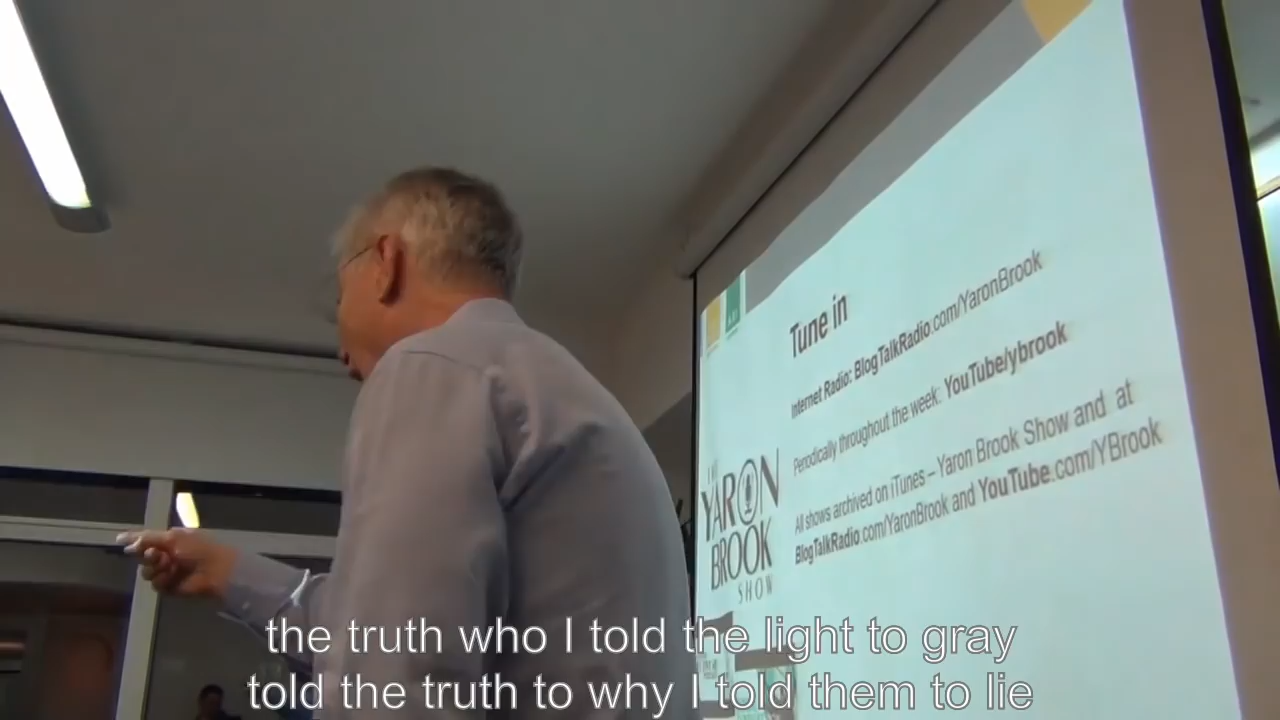 Tune in
Internet Radio: BlogTalkRadio.com/YaronBrook
Periodically throughout the week: YouTube/ybrook
All shows archived on iTunes – Yaron Brook Show and at
BlogTalkRadio.com/YaronBrook and YouTube.com/YBrook
THE
YARON
BROOK
SHOW
the truth who I told the light to gray
told the truth to why I told them to lie